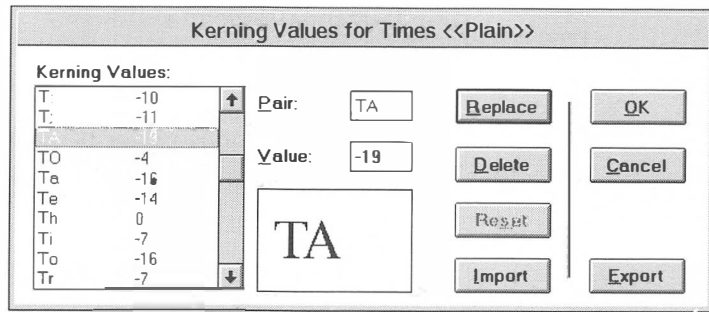 Kerning Values for Times <<Plain>>
Kerning Values:
T: -10
T; -11
TA
TO -4
Ta -16
Te -14
Th 0
Ti -7
To -16
Tr -7
Pair: TA
Value: -19
TA
Replace
Delete
Reset
Import
OK
Cancel
Export